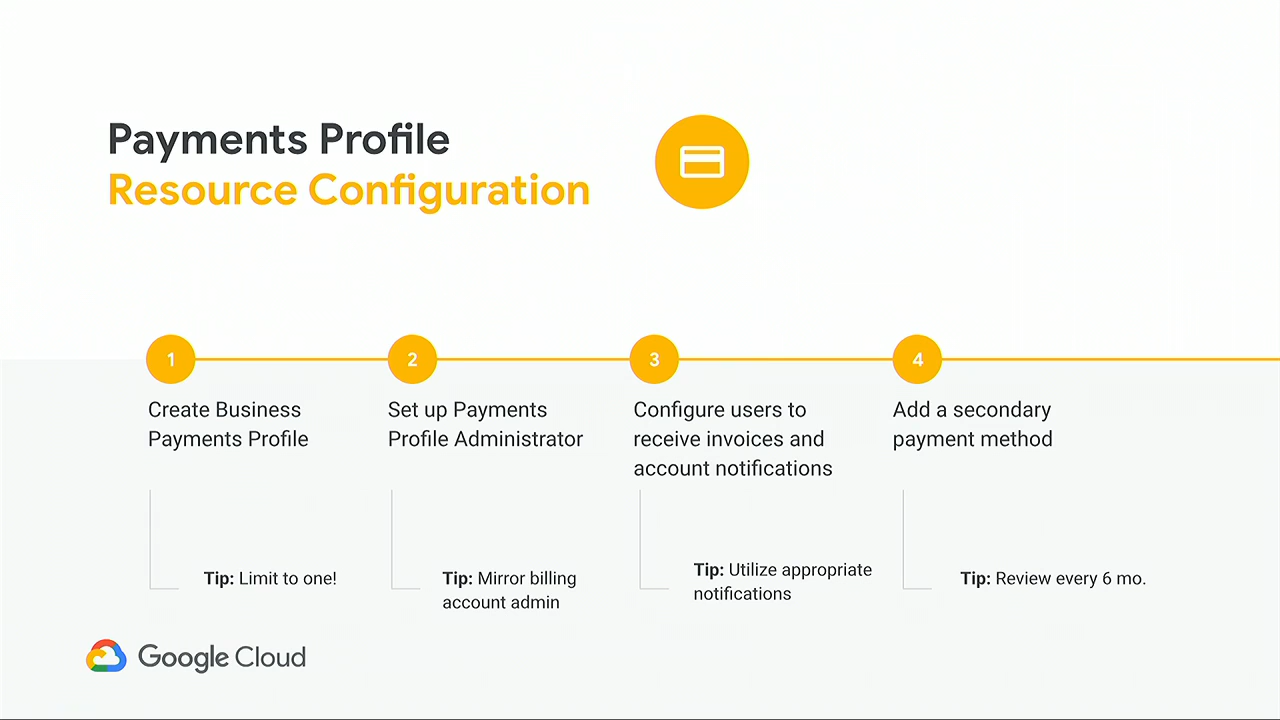 Payments Profile
Resource Configuration
1
Create Business
Payments Profile
Tip: Limit to one!
2
Set up Payments
Profile Administrator
Tip: Mirror billing
account admin
3
Configure users to
receive invoices and
account notifications
Tip: Utilize appropriate
notifications
4
Add a secondary
payment method
Tip: Review every 6 mo.
Google Cloud